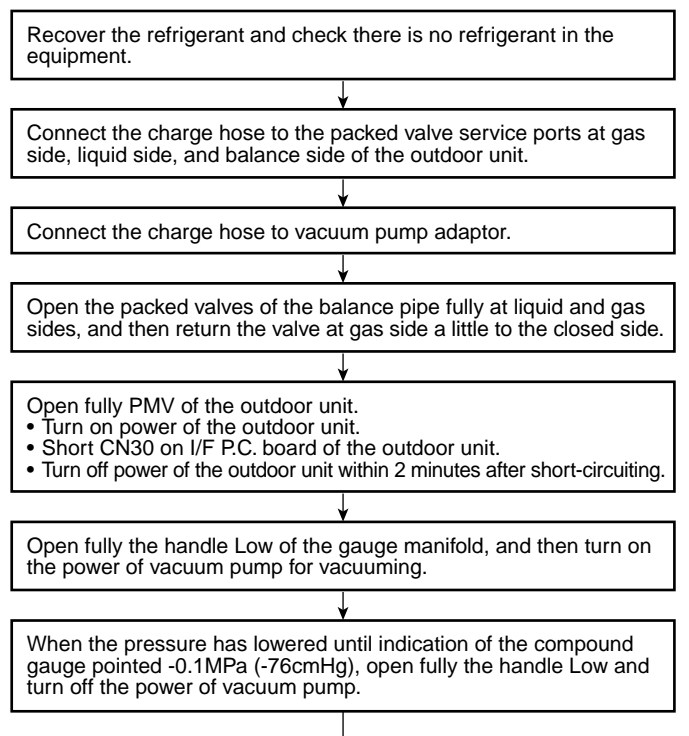 Recover the refrigerant and check there is no refrigerant in the
equipment.
Connect the charge hose to the packed valve service ports at gas
side, liquid side, and balance side of the outdoor unit.
Connect the charge hose to vacuum pump adaptor.
Open the packed valves of the balance pipe fully at liquid and gas
sides, and then return the valve at gas side a little to the closed side.
Open fully PMV of the outdoor unit.
• Turn on power of the outdoor unit.
• Short CN30 on I/F P.C. board of the outdoor unit.
• Turn off power of the outdoor unit within 2 minutes after short-circuiting.
Open fully the handle Low of the gauge manifold, and then turn on
the power of vacuum pump for vacuuming.
When the pressure has lowered until indication of the compound
gauge pointed -0.1MPa (-76cmHg), open fully the handle Low and
turn off the power of vacuum pump.